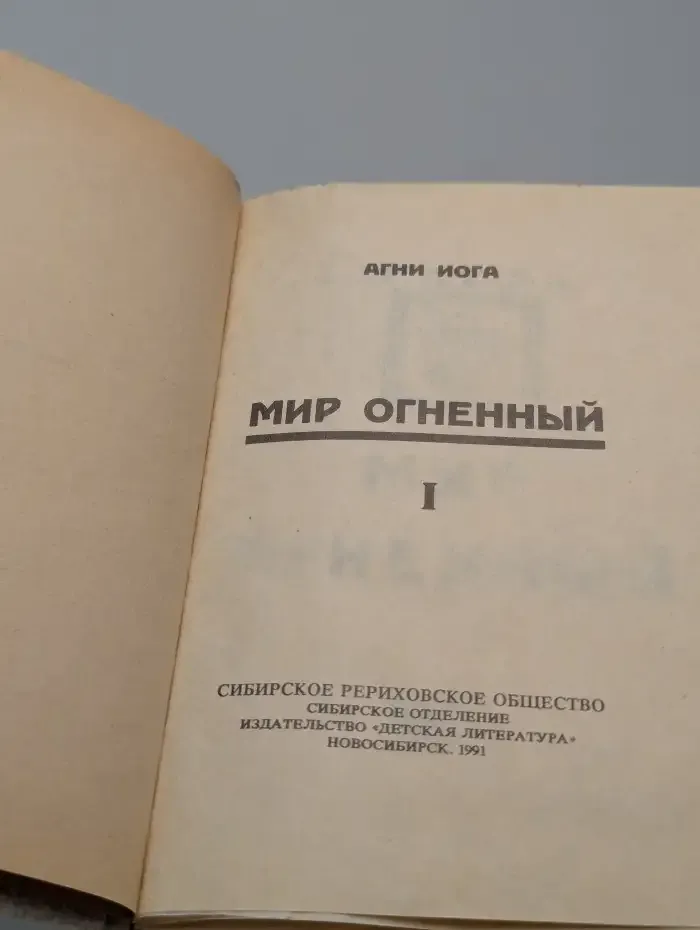 АГНИ ИОГА
МИР ОГНЕННЫЙ
I
СИБИРСКОЕ РЕРИХОВСКОЕ ОБЩЕСТВО
СИБИРСКОЕ ОТДЕЛЕНИЕ
ИЗДАТЕЛЬСТВО «ДЕТСКАЯ ЛИТЕРАТУРА»
НОВОСИБИРСК. 1991